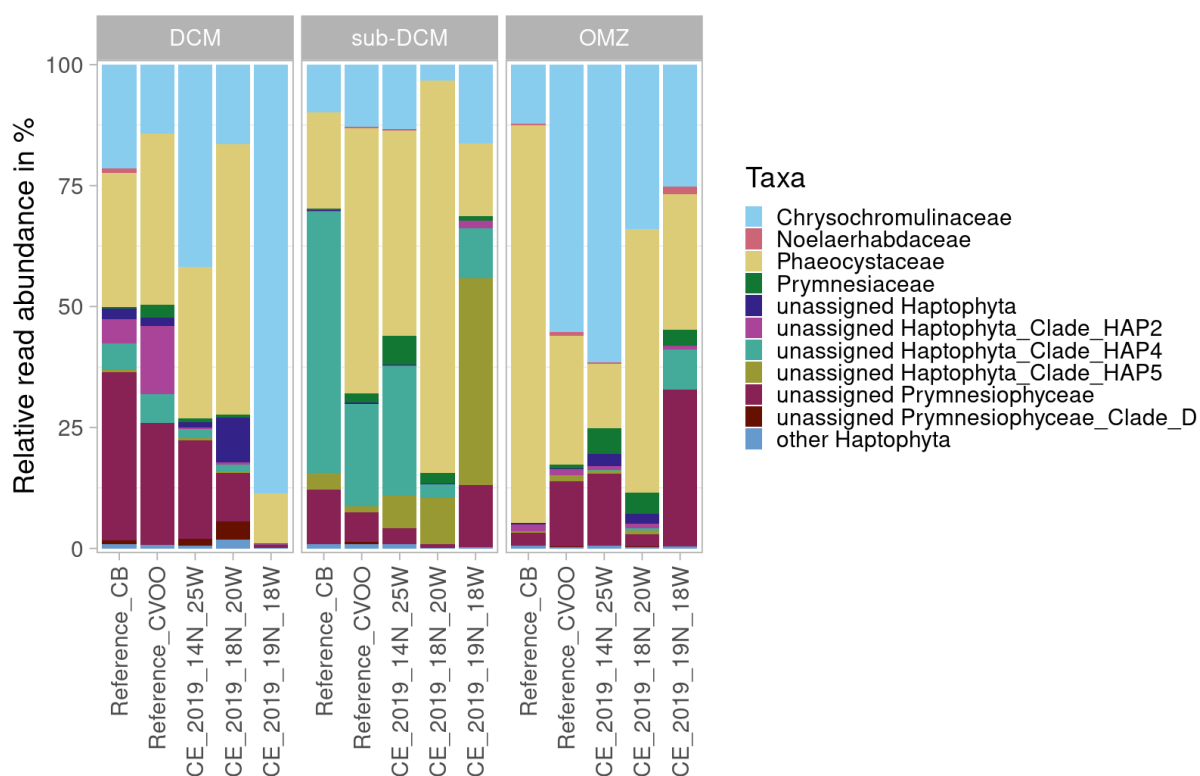 DCM
sub-DCM
OMZ
Relative read abundance in %
100
75
50
25
0
Reference_CB
Reference_CVOO
CE_2019_14N_25W
CE_2019_18N_20W
CE_2019_19N_18W
Reference_CB
Reference_CVOO
CE_2019_14N_25W
CE_2019_18N_20W
CE_2019_19N_18W
Reference_CB
Reference_CVOO
CE_2019_14N_25W
CE_2019_18N_20W
CE_2019_19N_18W
Taxa
Chrysochromulinaceae
Noelaerhabdaceae
Phaeocystaceae
Prymnesiaceae
unassigned Haptophyta
unassigned Haptophyta_Clade_HAP2
unassigned Haptophyta_Clade_HAP4
unassigned Haptophyta_Clade_HAP5
unassigned Prymnesiophyceae
unassigned Prymnesiophyceae_Clade_D
other Haptophyta